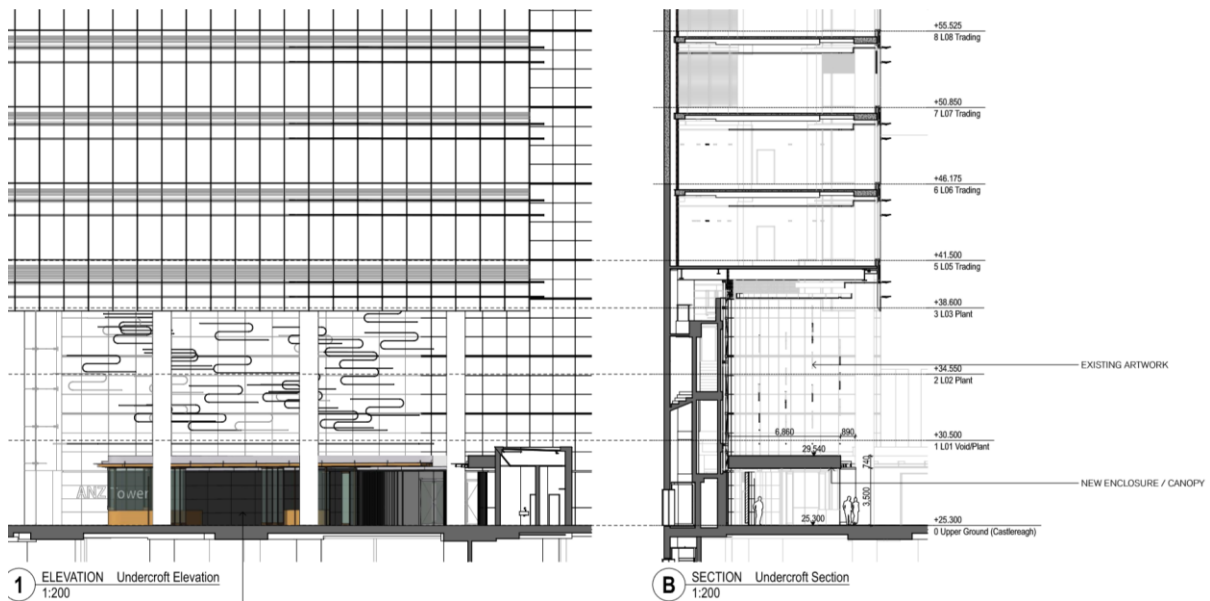 ANZ Tower
1
ELEVATION Undercroft Elevation
1:200
+55.525
8 L08 Trading
+50.850
7 L07 Trading
+46.175
6 L06 Trading
+41.500
5 L05 Trading
+38.600
3 L03 Plant
EXISTING ARTWORK
+34.550
2 L02 Plant
6,860
890
+30.500
1 L01 Void/Plant
29,540
740
NEW ENCLOSURE / CANOPY
3,500
25,300
+25.300
0 Upper Ground (Castlereagh)
B
SECTION Undercroft Section
1:200